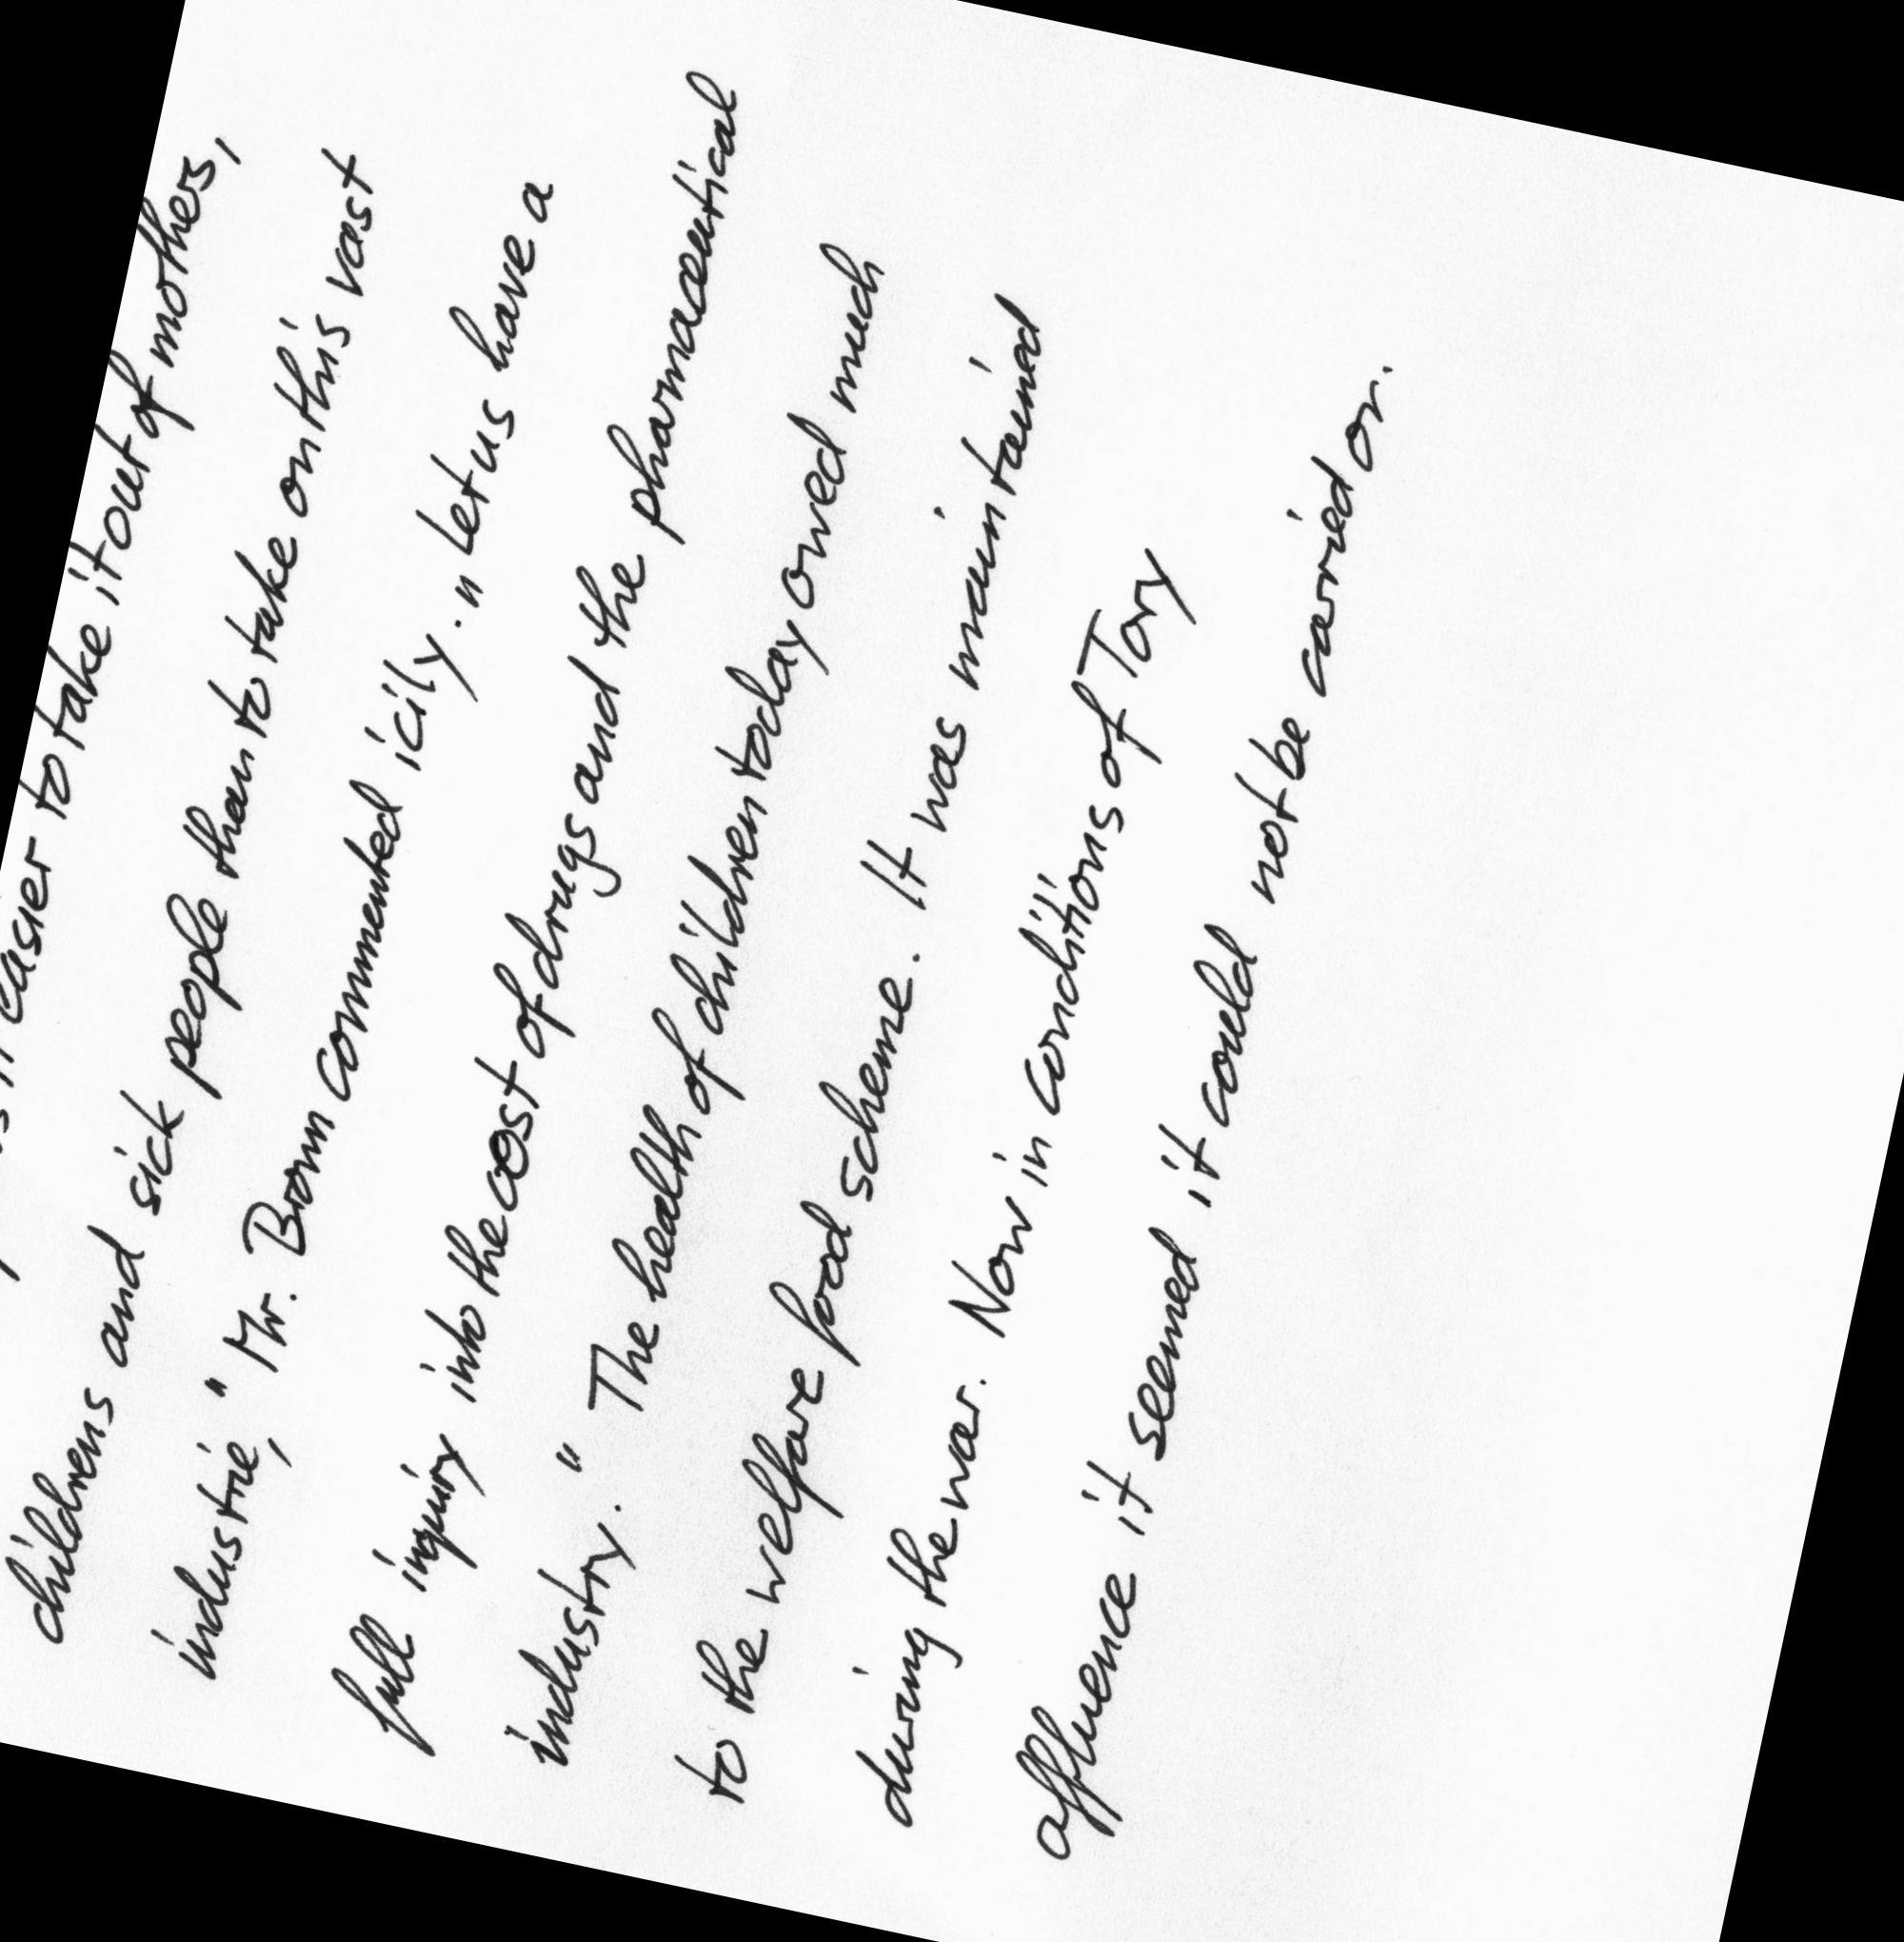 easier to take it out of mothers,
childrens and sick people than to take on this vast
industrie," Mr. Brown commented icily. "Let us have a
full inquiry into the cost of drugs and the pharmaceutical
industry." The health of children today owed much
to the welfare food scheme. It was maintained
during the war. Now in conditions of Tory
affluence it seemed it could not be carried on.